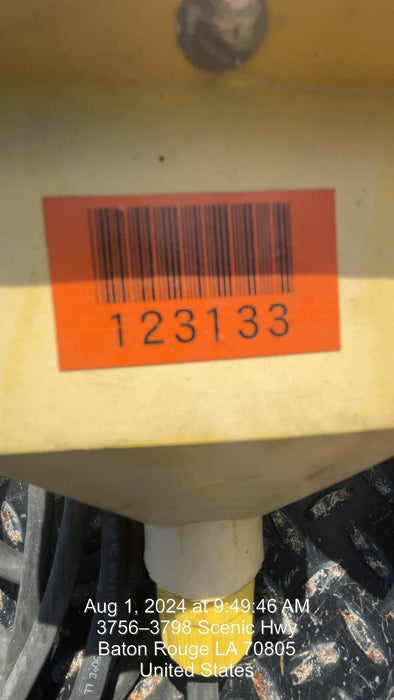 123133
Aug 1, 2024 at 9:49:46 AM
3756–3798 Scenic Hwy
Baton Rouge LA 70805
United States